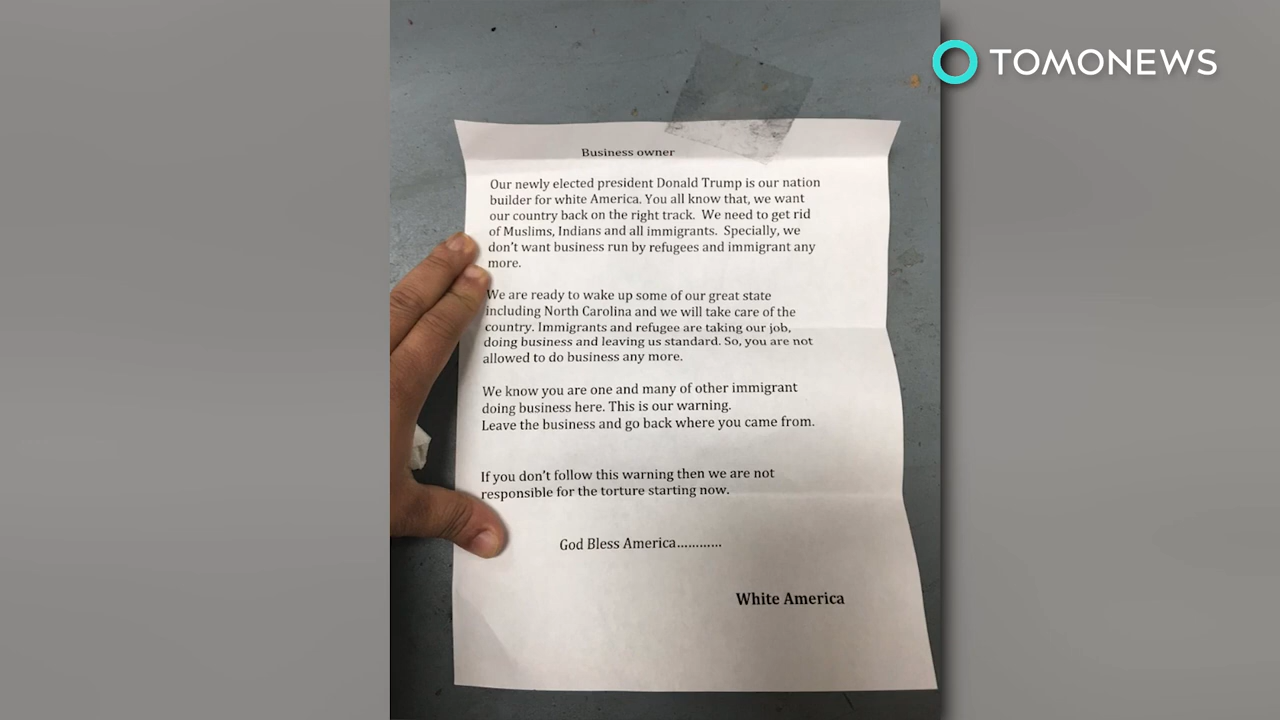 TOMONEWS
Business owner
Our newly elected president Donald Trump is our nation
builder for white America. You all know that, we want
our country back on the right track. We need to get rid
of Muslims, Indians and all immigrants. Specially, we
don't want business run by refugees and immigrant any
more.
We are ready to wake up some of our great state
including North Carolina and we will take care of the
country. Immigrants and refugee are taking our job,
doing business and leaving us standard. So, you are not
allowed to do business any more.
We know you are one and many of other immigrant
doing business here. This is our warning.
Leave the business and go back where you came from.
If you don't follow this warning then we are not
responsible for the torture starting now.
God Bless America............
White America